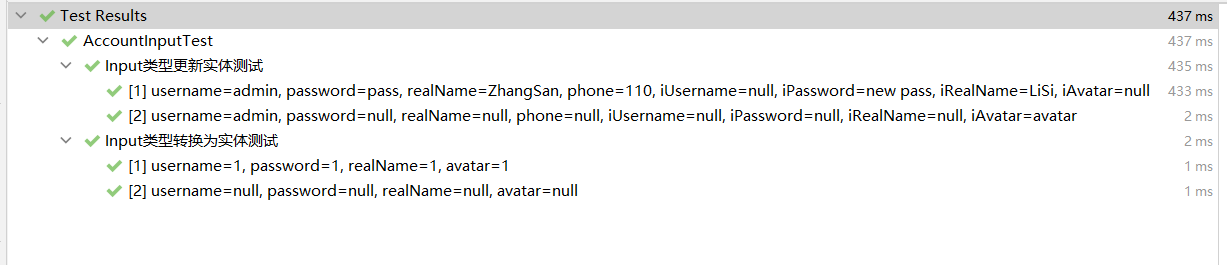 Test Results 437 ms
AccountInputTest 437 ms
Input类型更新实体测试 435 ms
[1] username=admin, password=pass, realName=ZhangSan, phone=110, iUsername=null, iPassword=new pass, iRealName=LiSi, iAvatar=null 433 ms
[2] username=admin, password=null, realName=null, phone=null, iUsername=null, iPassword=null, iRealName=null, iAvatar=avatar 2 ms
Input类型转换为实体测试 2 ms
[1] username=1, password=1, realName=1, avatar=1 1 ms
[2] username=null, password=null, realName=null, avatar=null 1 ms